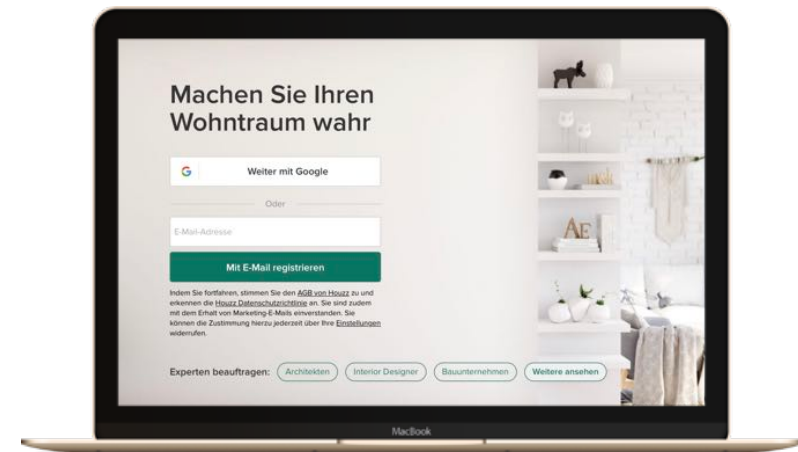 Machen Sie Ihren
Wohntraum wahr
G Weiter mit Google
Oder
E-Mail-Adresse
Mit E-Mail registrieren
Indem Sie fortfahren, stimmen Sie den AGB von Houzz zu und
erkennen die Houzz Datenschutzrichtlinie an. Sie sind zudem
mit dem Erhalt von Marketing-E-Mails einverstanden. Sie
können die Zustimmung hierzu jederzeit über Ihre Einstellungen
widerrufen.
AE
Experten beauftragen: Architekten Interior Designer Bauunternehmen Weitere ansehen
MacBook